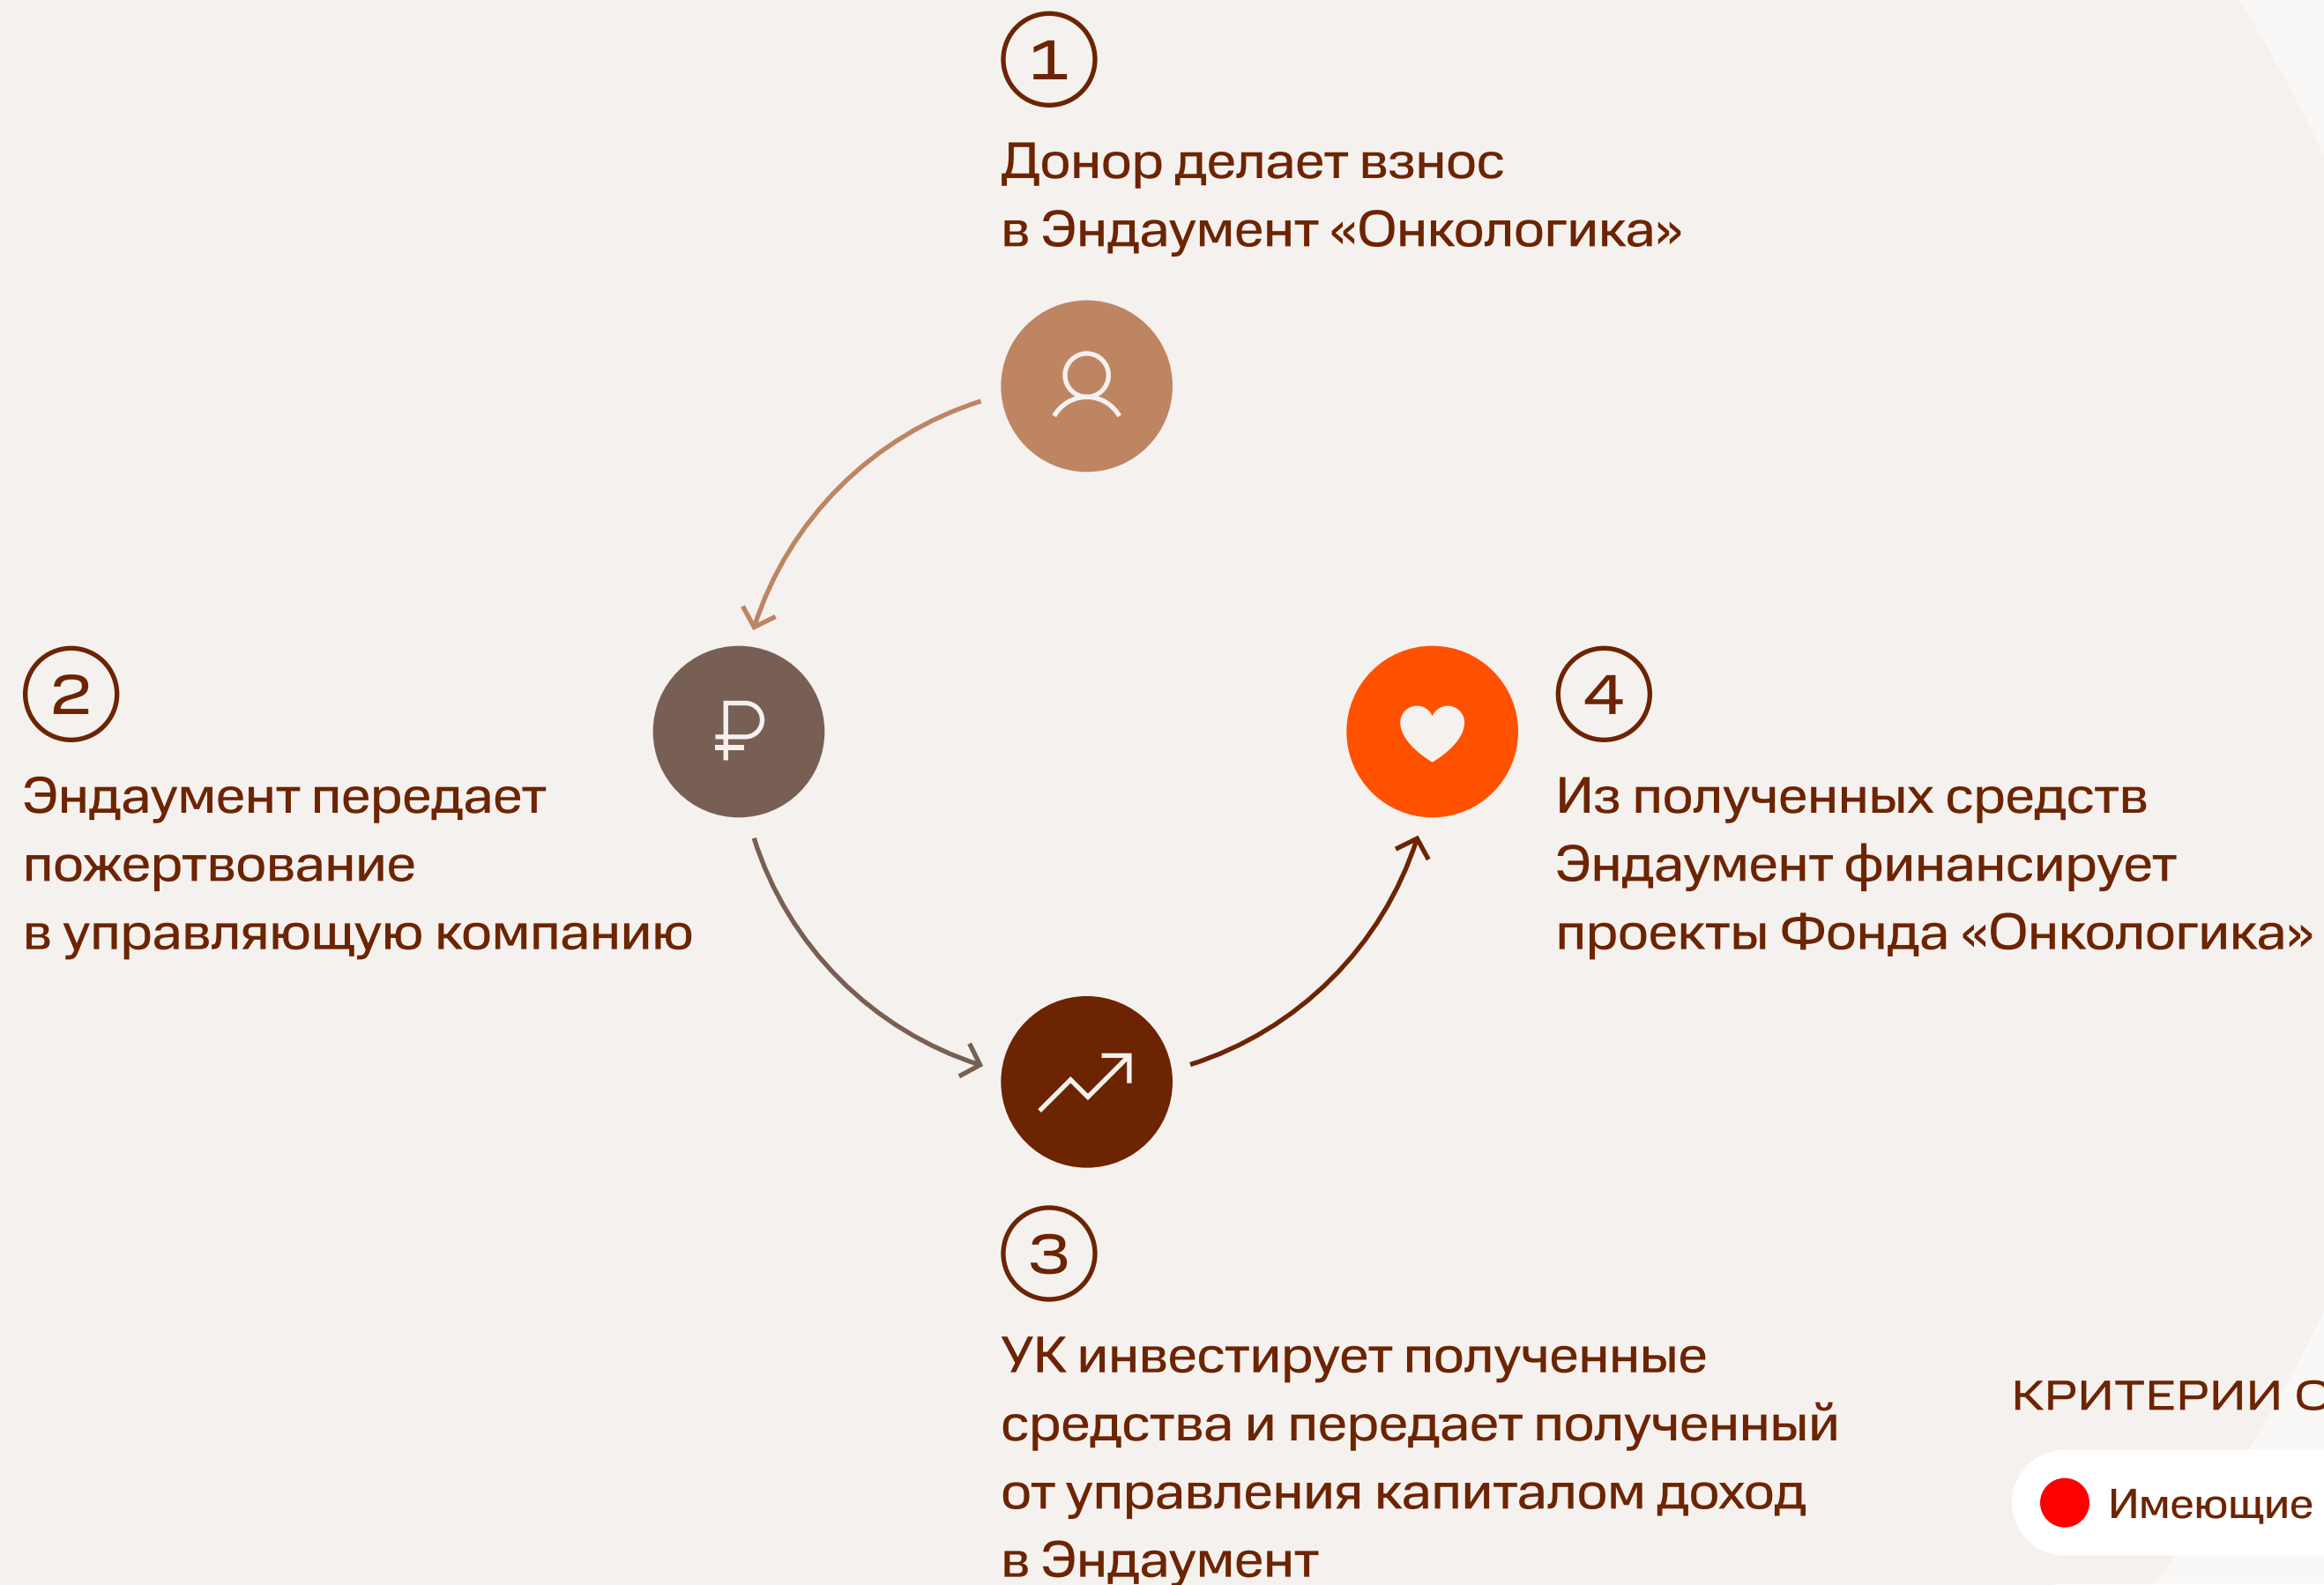 1
Донор делает взнос
в Эндаумент «Онкологика»
2
Эндаумент передает
пожертвование
в управляющую компанию
4
Из полученных средств
Эндаумент финансирует
проекты Фонда «Онкологика»
3
УК инвестирует полученные
средства и передает полученный
от управления капиталом доход
в Эндаумент
КРИТЕРИИ
Имеющие